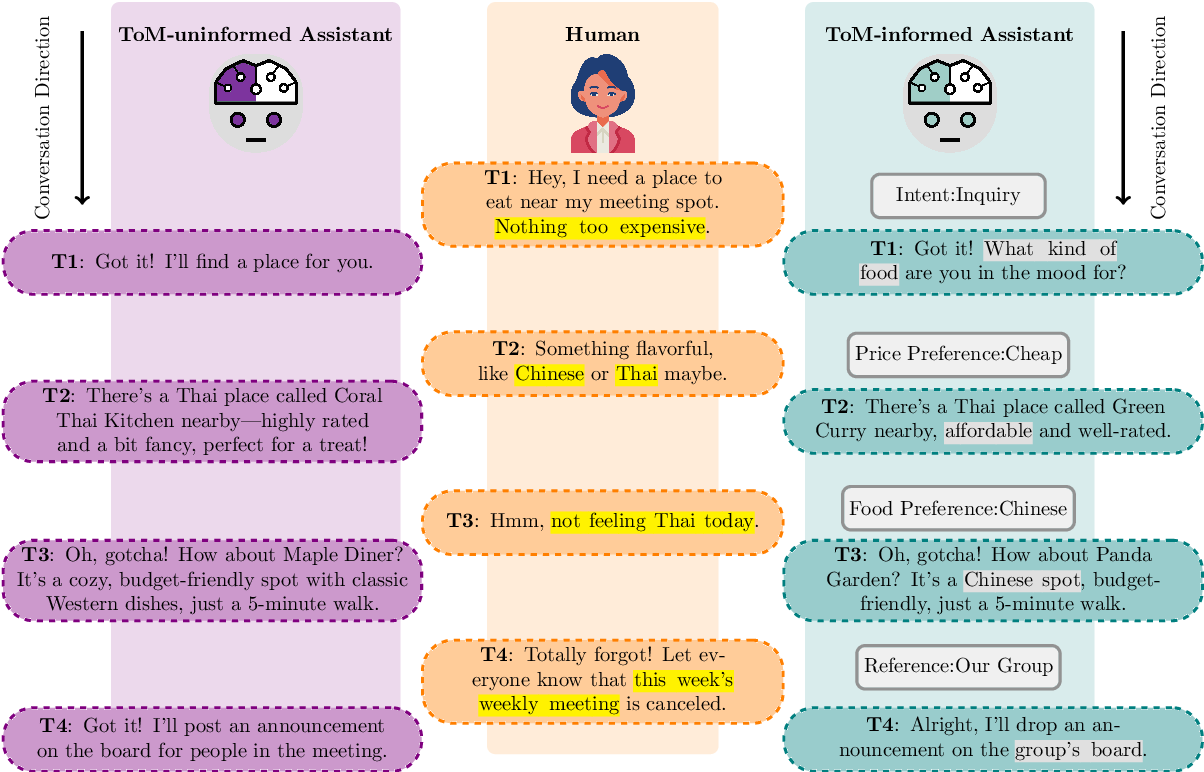 Conversation Direction
ToM-uninformed Assistant
Human
ToM-informed Assistant
Conversation Direction
T1: Hey, I need a place to
eat near my meeting spot.
Nothing too expensive.
Intent:Inquiry
T1: Got it! I'll find a place for you.
T1: Got it! What kind of
food are you in the mood for?
T2: Something flavorful,
like Chinese or Thai maybe.
Price Preference:Cheap
T2: There's a Thai place called Coral
Thai Kitchen nearby—highly rated
and a bit fancy, perfect for a treat!
T2: There's a Thai place called Green
Curry nearby, affordable and well-rated.
T3: Hmm, not feeling Thai today.
Food Preference:Chinese
T3: Oh, gotcha! How about Maple Diner?
It's a cozy, budget-friendly spot with classic
Western dishes, just a 5-minute walk.
T3: Oh, gotcha! How about Panda
Garden? It's a Chinese spot, budget-
friendly, just a 5-minute walk.
T4: Totally forgot! Let ev-
eryone know that this week's
weekly meeting is canceled.
Reference:Our Group
T4: Got it! I'll post an announcement
on the board for people in the meeting.
T4: Alright, I'll drop an an-
nouncement on the group's board.